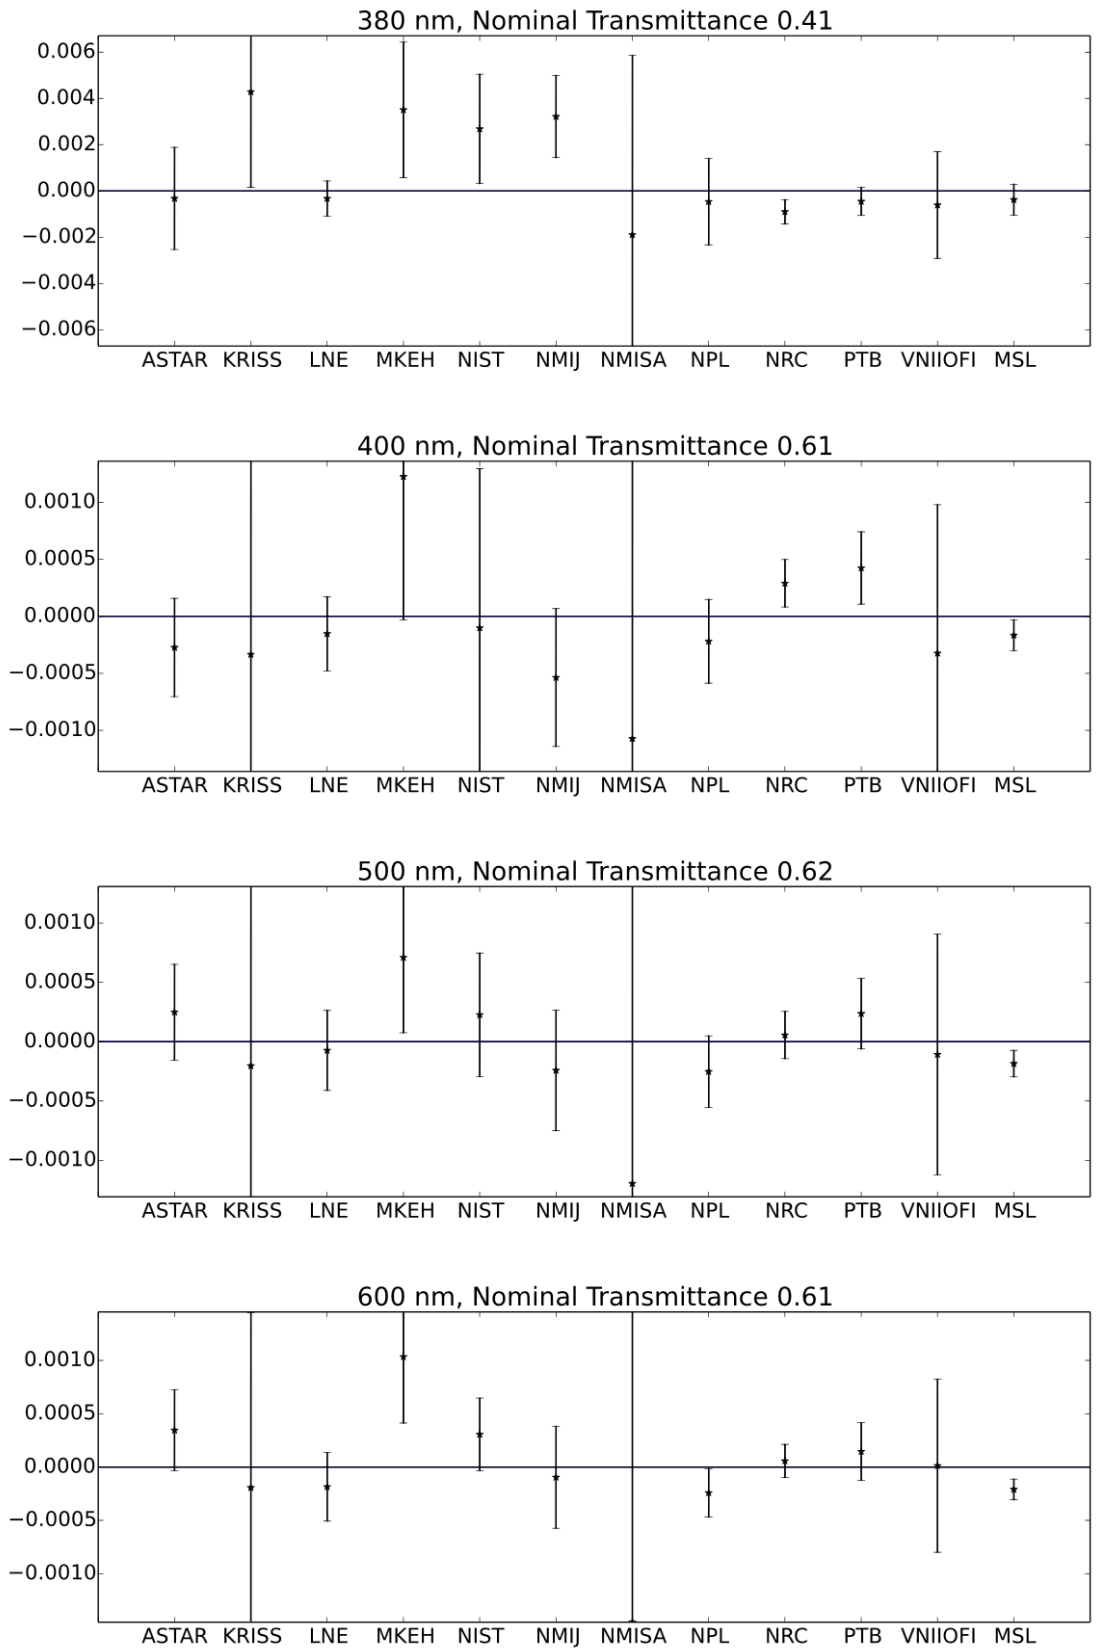 380 nm, Nominal Transmittance 0.41
0.006
0.004
0.002
0.000
−0.002
−0.004
−0.006
ASTAR KRISS LNE MKEH NIST NMIJ NMISA NPL NRC PTB VNIIOFI MSL
400 nm, Nominal Transmittance 0.61
0.0010
0.0005
0.0000
−0.0005
−0.0010
ASTAR KRISS LNE MKEH NIST NMIJ NMISA NPL NRC PTB VNIIOFI MSL
500 nm, Nominal Transmittance 0.62
0.0010
0.0005
0.0000
−0.0005
−0.0010
ASTAR KRISS LNE MKEH NIST NMIJ NMISA NPL NRC PTB VNIIOFI MSL
600 nm, Nominal Transmittance 0.61
0.0010
0.0005
0.0000
−0.0005
−0.0010
ASTAR KRISS LNE MKEH NIST NMIJ NMISA NPL NRC PTB VNIIOFI MSL